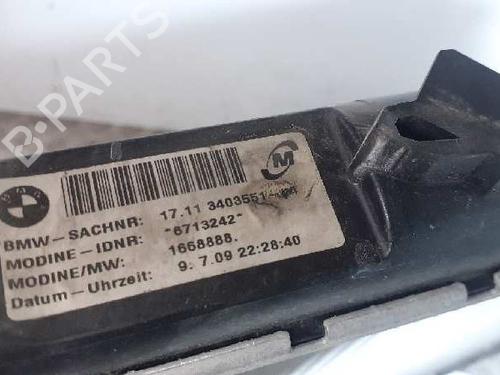 B-PARTS
BMW
M
BMW-SACHNR: 17.11 3403551
MODINE-IDNR: -6713242-
MODINE/MW: 1658888.
Datum-Uhrzeit: 9. 7.09 22:28:40